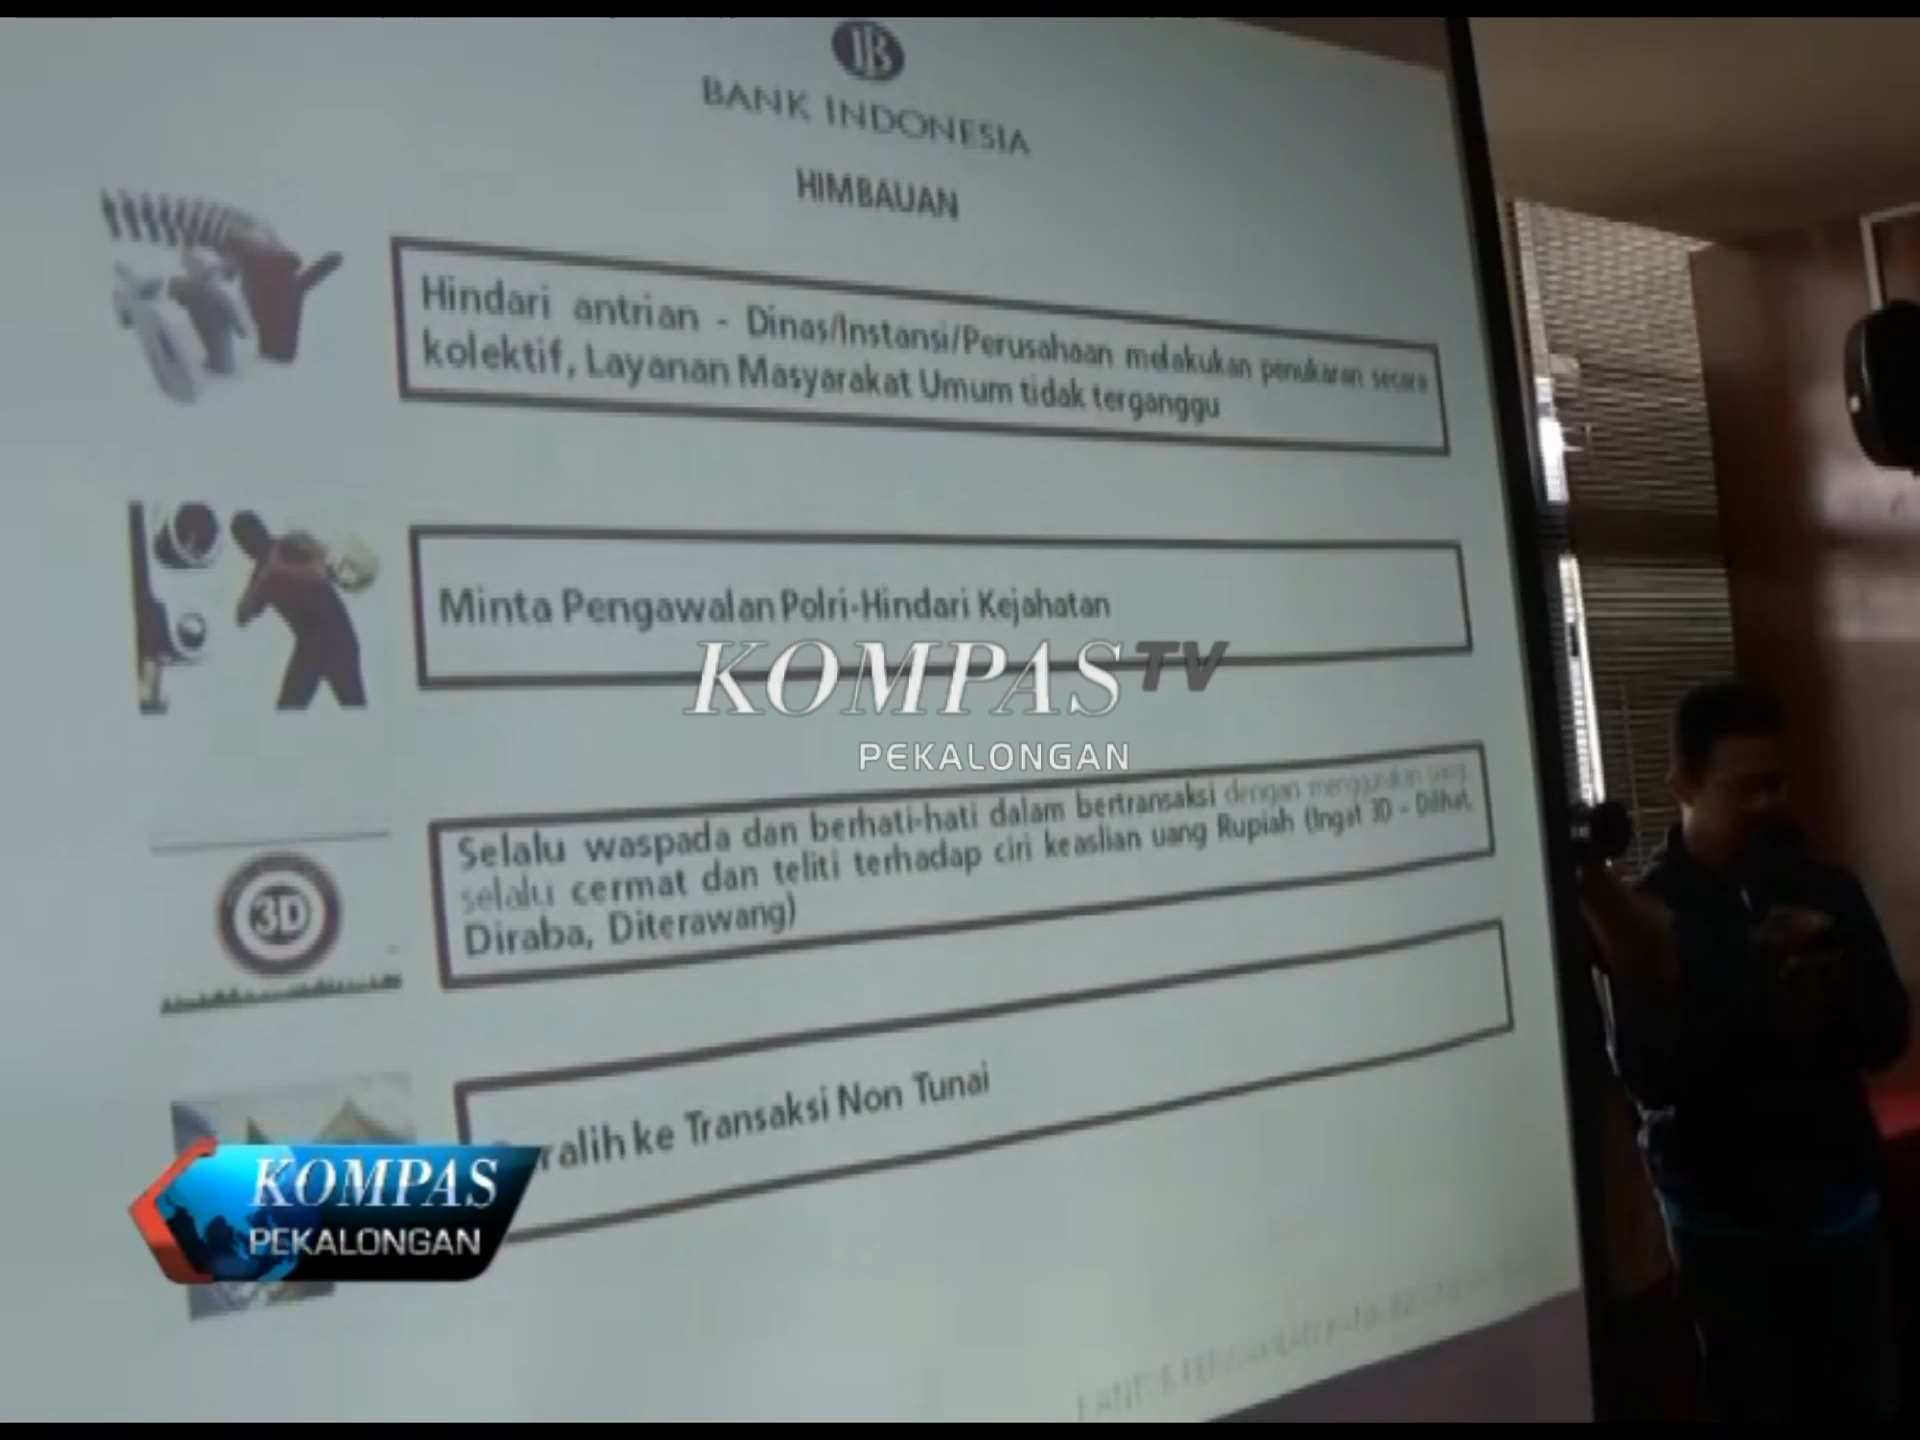 BANK INDONESIA
HIMBAUAN
Hindari antrian - Dinas/Instansi/Perusahaan melakukan penukaran secara
kolektif, Layanan Masyarakat Umum tidak terganggu
Minta Pengawalan Polri-Hindari Kejahatan
KOMPAS TV
PEKALONGAN
Selalu waspada dan berhati-hati dalam bertransaksi dengan menggunakan uang,
selalu cermat dan teliti terhadap ciri keaslian uang Rupiah (Ingat 3D - Dilihat,
Diraba, Diterawang)
3D
ralih ke Transaksi Non Tunai
KOMPAS
PEKALONGAN